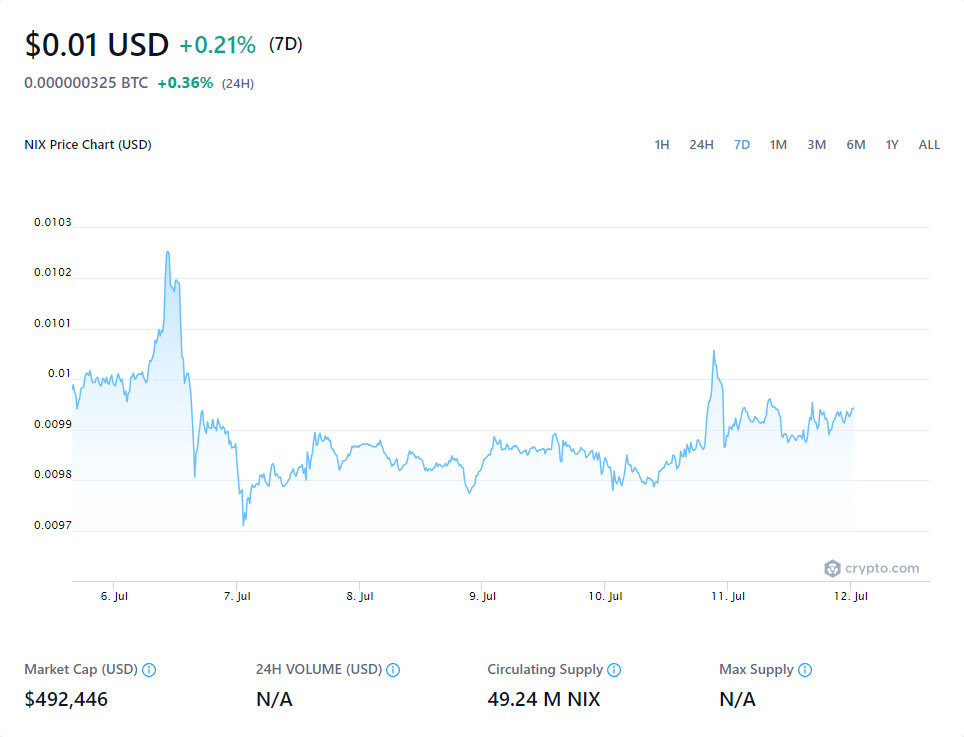 $0.01 USD +0.21% (7D)
0.000000325 BTC +0.36% (24H)
NIX Price Chart (USD) 1H 24H 7D 1M 3M 6M 1Y ALL
0.0103
0.0102
0.0101
0.01
0.0099
0.0098
0.0097
crypto.com
6. Jul 7. Jul 8. Jul 9. Jul 10. Jul 11. Jul 12. Jul
Market Cap (USD) 24H VOLUME (USD) Circulating Supply Max Supply
$492,446 N/A 49.24 M NIX N/A